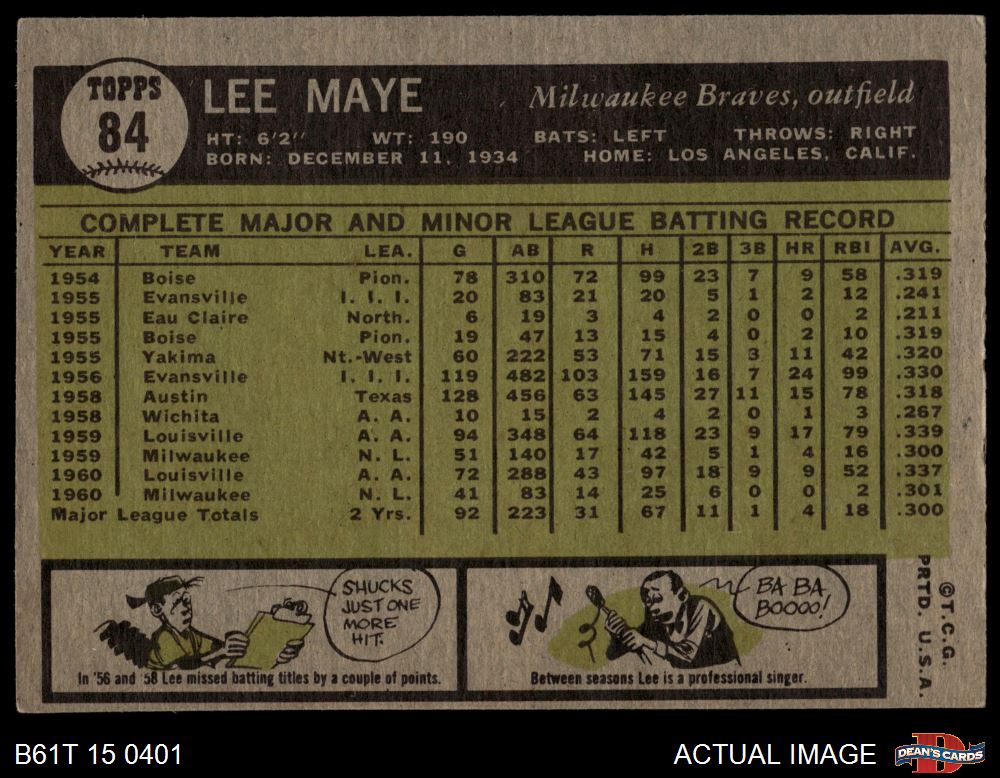 TOPPS
84
LEE MAYE
Milwaukee Braves, outfield
HT: 6'2'' WT: 190 BATS: LEFT THROWS: RIGHT
BORN: DECEMBER 11, 1934 HOME: LOS ANGELES, CALIF.
COMPLETE MAJOR AND MINOR LEAGUE BATTING RECORD
YEAR TEAM LEA. G AB R H 2B 3B HR RBI AVG.
1954 Boise Pion. 78 310 72 99 23 7 9 58 .319
1955 Evansville I. I. I. 20 83 21 20 5 1 2 12 .241
1955 Eau Claire North. 6 19 3 4 2 0 0 2 .211
1955 Boise Pion. 19 47 13 15 4 0 2 10 .319
1955 Yakima Nt.-West 60 222 53 71 15 3 11 42 .320
1956 Evansville I. I. I. 119 482 103 159 16 7 24 99 .330
1958 Austin Texas 128 456 63 145 27 11 15 78 .318
1958 Wichita A. A. 10 15 2 4 2 0 1 3 .267
1959 Louisville A. A. 94 348 64 118 23 9 17 79 .339
1959 Milwaukee N. L. 51 140 17 42 5 1 4 16 .300
1960 Louisville A. A. 72 288 43 97 18 9 9 52 .337
1960 Milwaukee N. L. 41 83 14 25 6 0 0 2 .301
Major League Totals 2 Yrs. 92 223 31 67 11 1 4 18 .300
SHUCKS
JUST ONE
MORE
HIT.
In '56 and '58 Lee missed batting titles by a couple of points.
BA BA
BOOOO!
Between seasons Lee is a professional singer.
©T.C.G.
PRTD. U.S.A.
B61T 15 0401
ACTUAL IMAGE
DEAN'S CARDS